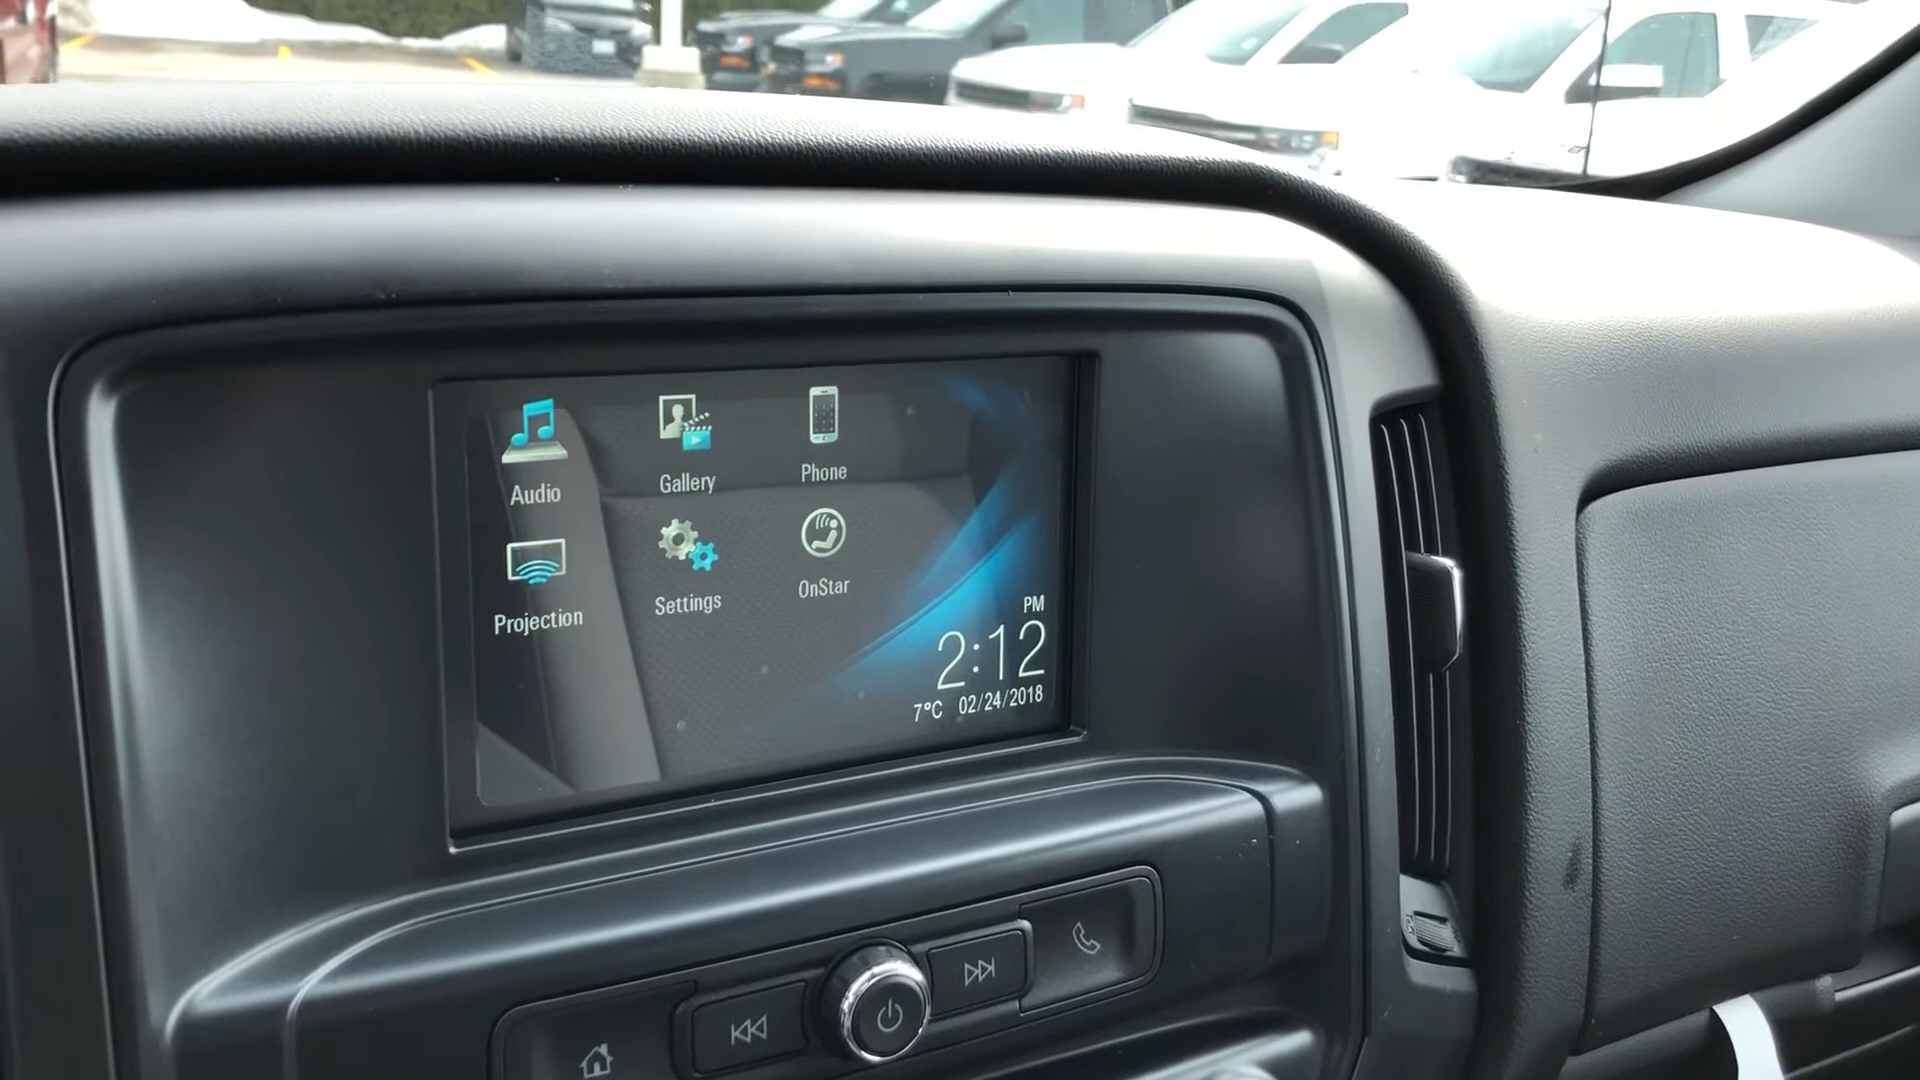 Audio
Gallery
Phone
Projection
Settings
OnStar
PM
2:12
7°C 02/24/2018